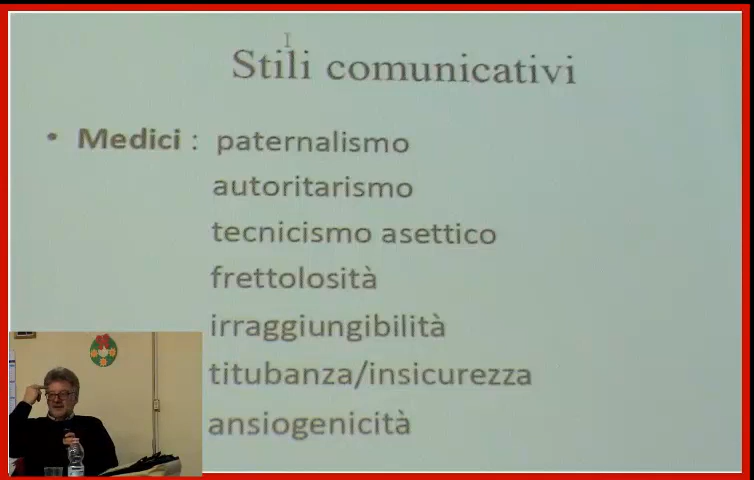 Stili comunicativi
• Medici : paternalismo
autoritarismo
tecnicismo asettico
frettolosità
irraggiungibilità
titubanza/insicurezza
ansiogenicità